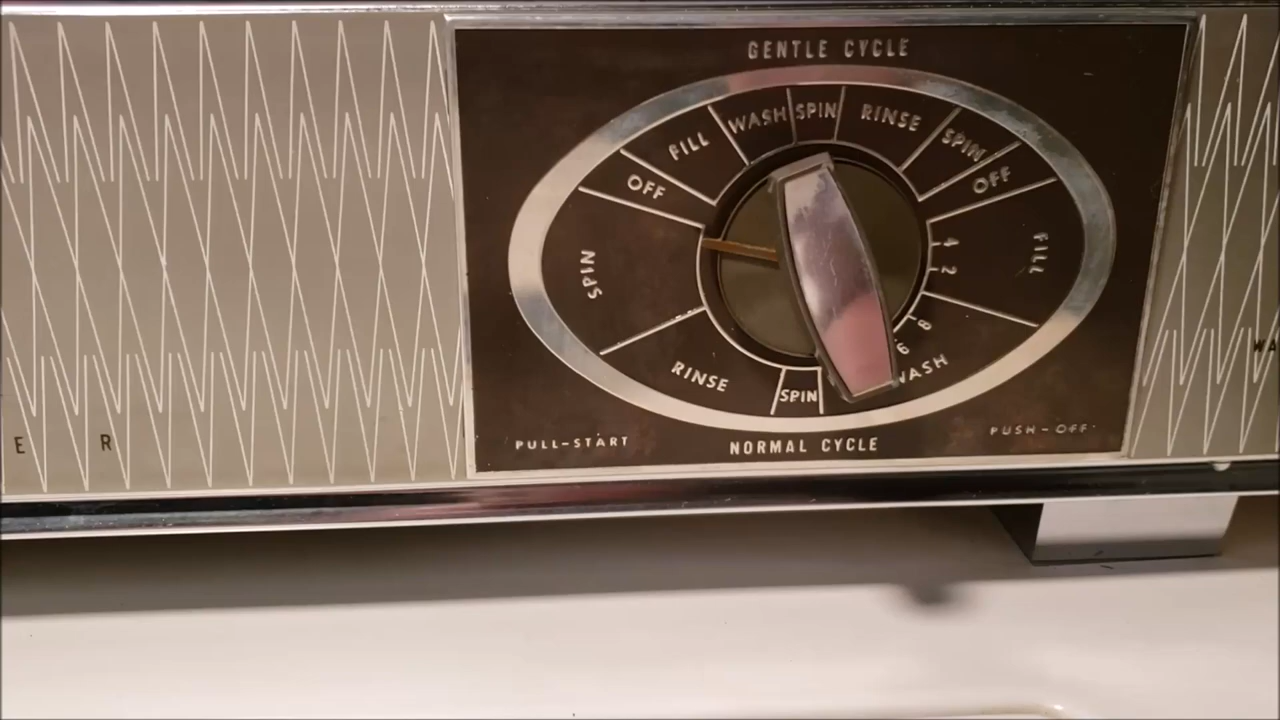 GENTLE CYCLE
OFF
FILL
WASH
SPIN
RINSE
SPIN
OFF
FILL
4
2
8
6
WASH
SPIN
RINSE
SPIN
E R
PULL-START
NORMAL CYCLE
PUSH-OFF
WA